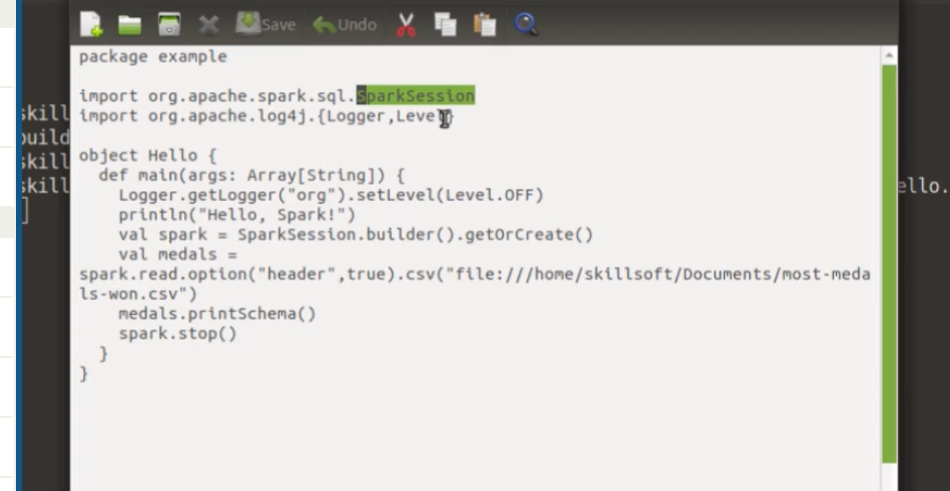 Save Undo
package example
import org.apache.spark.sql.SparkSession
import org.apache.log4j.{Logger,Level}
object Hello {
def main(args: Array[String]) {
Logger.getLogger("org").setLevel(Level.OFF)
println("Hello, Spark!")
val spark = SparkSession.builder().getOrCreate()
val medals =
spark.read.option("header",true).csv("file:///home/skillsoft/Documents/most-meda
ls-won.csv")
medals.printSchema()
spark.stop()
}
}
skill
build
skill
skill
ello.